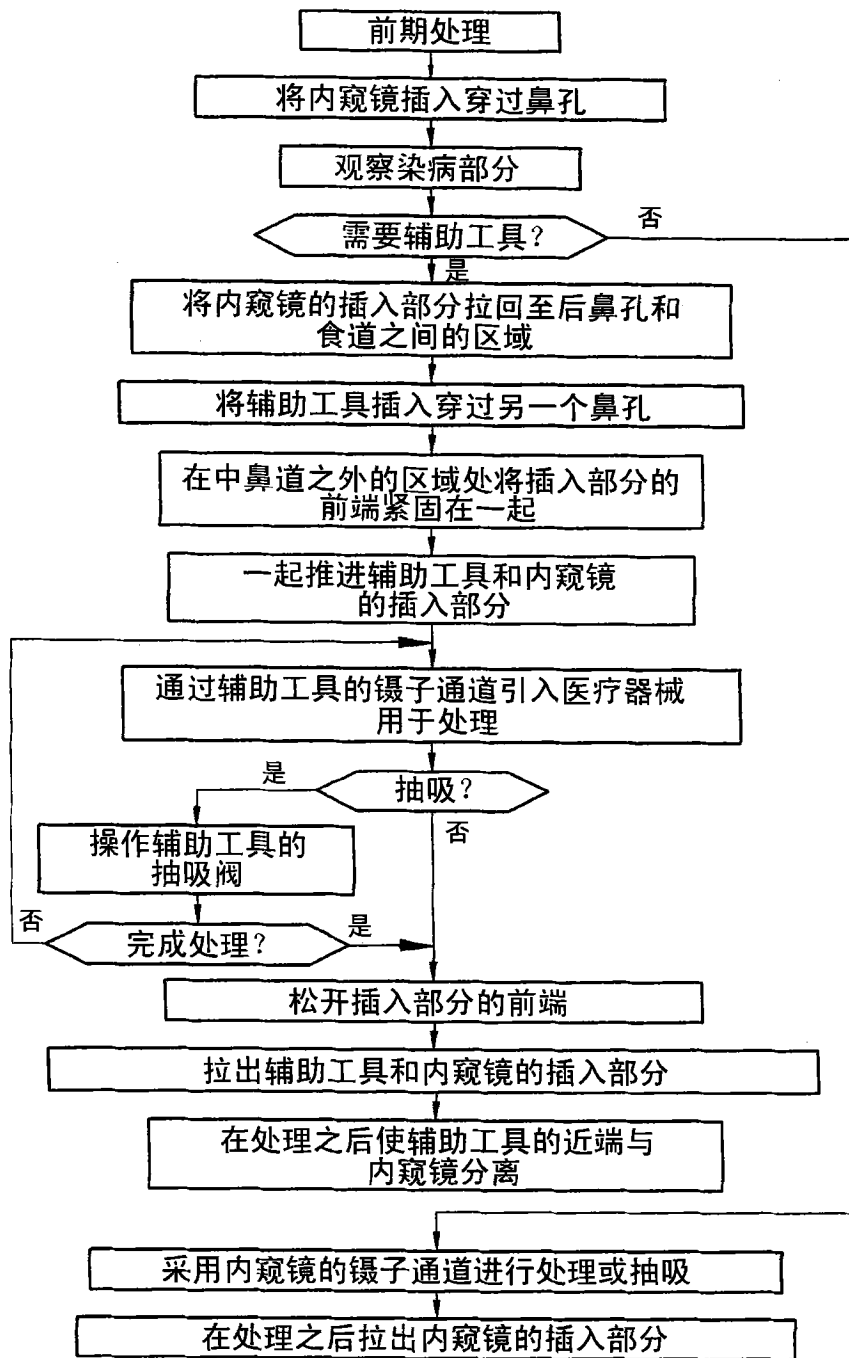 前期处理
将内窥镜插入穿过鼻孔
观察染病部分
需要辅助工具？
否
是
将内窥镜的插入部分拉回至后鼻孔和
食道之间的区域
将辅助工具插入穿过另一个鼻孔
在中鼻道之外的区域处将插入部分的
前端紧固在一起
一起推进辅助工具和内窥镜
的插入部分
通过辅助工具的镊子通道引入医疗器械
用于处理
是
抽吸？
否
操作辅助工具的
抽吸阀
否
完成处理？
是
松开插入部分的前端
拉出辅助工具和内窥镜的插入部分
在处理之后使辅助工具的近端与
内窥镜分离
采用内窥镜的镊子通道进行处理或抽吸
在处理之后拉出内窥镜的插入部分